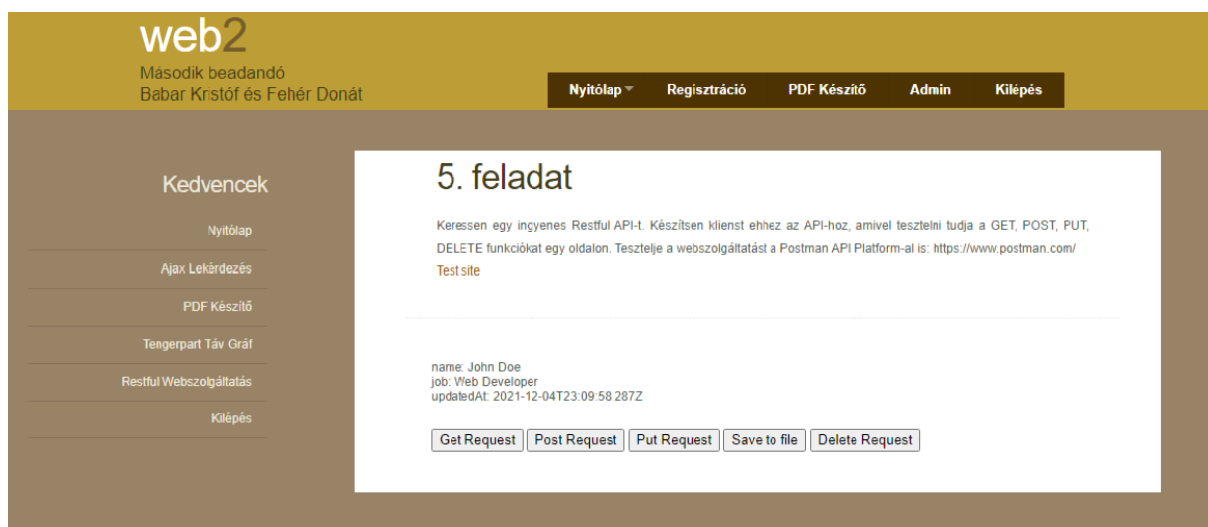 web2
Második beadandó
Babar Kristóf és Fehér Donát
Nyitólap Regisztráció PDF Készítő Admin Kilépés
Kedvencek
Nyitólap
Ajax Lekérdezés
PDF Készítő
Tengerpart Táv Gráf
Restful Webszolgáltatás
Kilépés
5. feladat
Keressen egy ingyenes Restful API-t. Készítsen klienst ehhez az API-hoz, amivel tesztelni tudja a GET, POST, PUT,
DELETE funkciókat egy oldalon. Tesztelje a webszolgáltatást a Postman API Platform-al is: https://www.postman.com/
Test site
name: John Doe
job: Web Developer
updatedAt: 2021-12-04T23:09:58.287Z
Get Request Post Request Put Request Save to file Delete Request